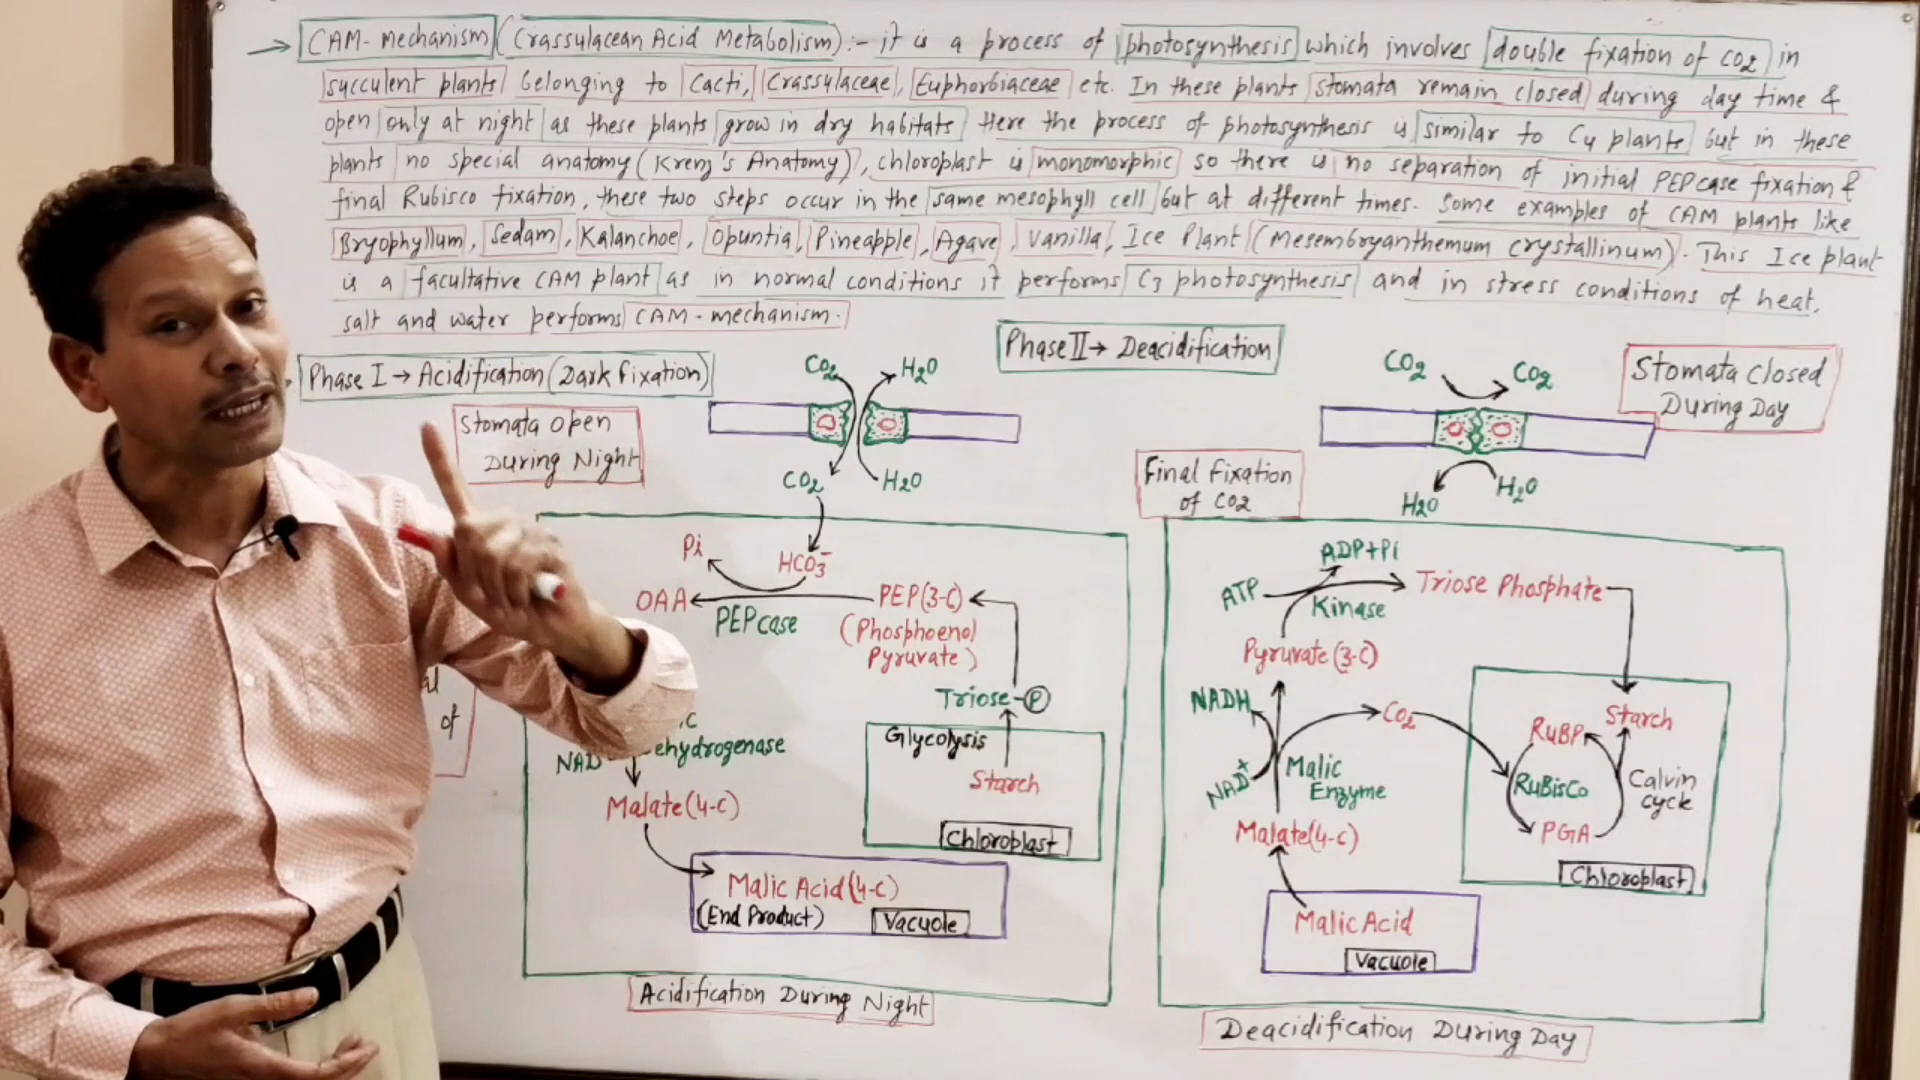 → CAM-mechanism (Crassulacean Acid Metabolism):- it is a process of photosynthesis which involves double fixation of CO2 in
succulent plants belonging to Cacti, Crassulaceae, Euphorbiaceae etc. In these plants stomata remain closed during day time &
open only at night as these plants grow in dry habitats Here the process of photosynthesis is similar to C4 plants but in these
plants no special anatomy (Krenz's Anatomy), chloroplast is monomorphic so there is no separation of initial PEPcase fixation &
final Rubisco fixation, these two steps occur in the same mesophyll cell but at different times. Some examples of CAM plants like
Bryophyllum, Sedam, Kalanchoe, Opuntia, Pineapple, Agave, Vanilla, Ice Plant (Mesembryanthemum crystallinum). This Ice plant
is a facultative CAM plant as in normal conditions it performs C3 photosynthesis and in stress conditions of heat,
salt and water performs CAM-mechanism.
Phase I → Acidification (Dark Fixation)
Stomata Open
During Night
CO2
H2O
CO2
H2O
Pi
HCO3-
OAA
PEPcase
PEP(3-C)
(Phosphoenol
Pyruvate)
Triose-P
Glycolysis
Starch
Chloroplast
of
NAD
ehydrogenase
Malate(4-C)
Malic Acid(4-C)
(End Product)
Vacuole
Acidification During Night
Phase II → Deacidification
CO2
CO2
Stomata Closed
During Day
H2O
H2O
Final Fixation
of CO2
ATP
ADP+Pi
Kinase
Triose Phosphate
Pyruvate (3-C)
NADH
CO2
NAD+
Malic
Enzyme
Malate(4-C)
Starch
RuBP
RuBisCo
Calvin
cycle
PGA
Chloroplast
Malic Acid
Vacuole
Deacidification During Day